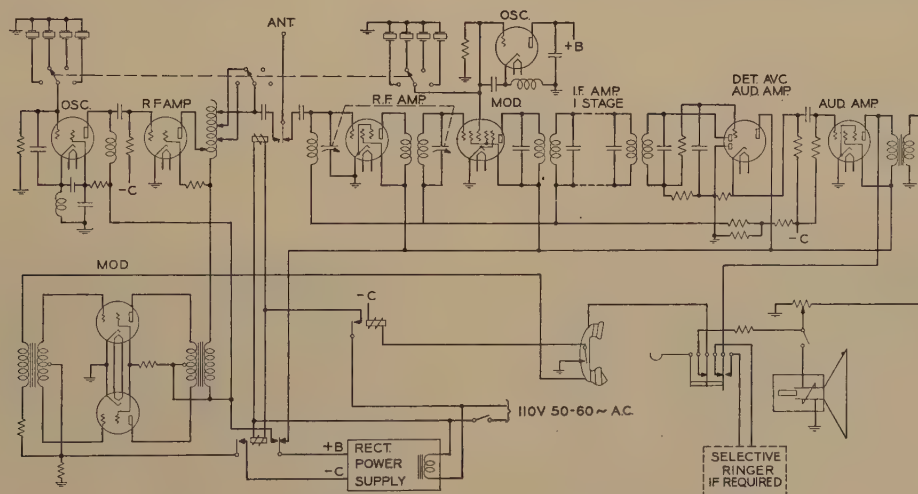 ANT.
OSC.
+B
OSC.
R F AMP
R.F. AMP
MOD.
I.F. AMP.
1 STAGE
DET. AVC
AUD. AMP.
AUD. AMP.
-C
-C
MOD
-C
110V 50-60 ~ A.C.
+B
-C
RECT.
POWER
SUPPLY
SELECTIVE
RINGER
IF REQUIRED